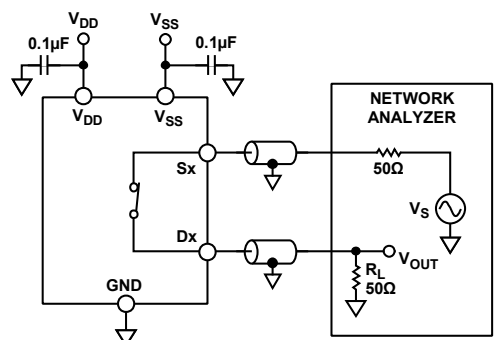 VDD
VSS
0.1µF
0.1µF
VDD
VSS
NETWORK
ANALYZER
Sx
50Ω
VS
Dx
VOUT
RL
50Ω
GND